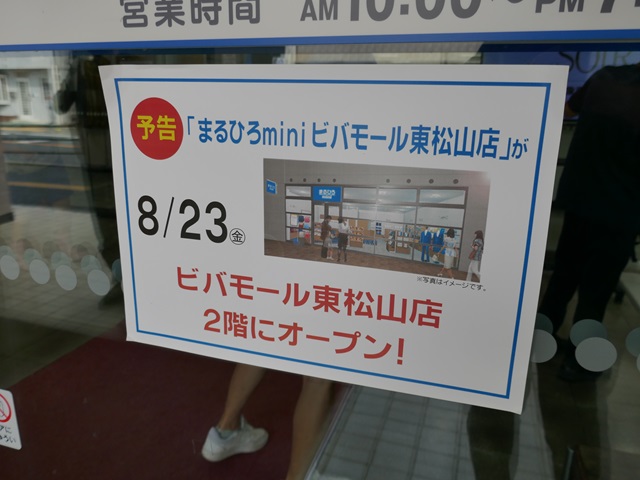 営業時間 AM10:00
予告
「まるひろminiビバモール東松山店」が
8/23㊎
※写真はイメージです。
ビバモール東松山店
2階にオープン!